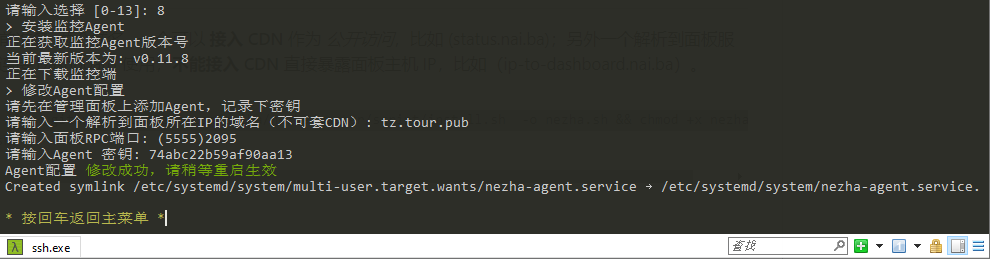 请输入选择 [0-13]: 8
> 安装监控Agent
正在获取监控Agent版本号
当前最新版本为: v0.11.8
正在下载监控端
> 修改Agent配置
请先在管理面板上添加Agent，记录下密钥
请输入一个解析到面板所在IP的域名（不可套CDN）: tz.tour.pub
请输入面板RPC端口: (5555)2095
请输入Agent 密钥: 74abc22b59af90aa13
Agent配置 修改成功，请稍等重启生效
Created symlink /etc/systemd/system/multi-user.target.wants/nezha-agent.service → /etc/systemd/system/nezha-agent.service.
* 按回车返回主菜单 *
λ ssh.exe 查找